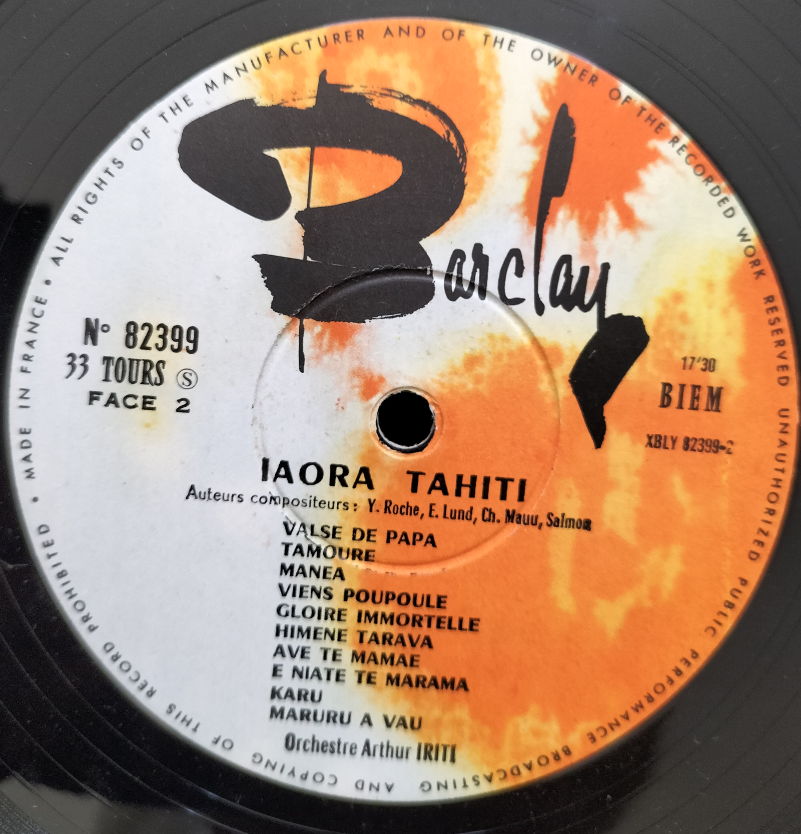 • ALL RIGHTS OF THE MANUFACTURER AND OF THE OWNER OF THE RECORDED WORK RESERVED UNAUTHORIZED PUBLIC PERFORMANCE BROADCASTING AND COPYING OF THIS RECORD PROHIBITED • MADE IN FRANCE •
Barclay
N° 82399
33 TOURS Ⓢ
FACE 2
17'30
BIEM
XBLY 82399-2
IAORA TAHITI
Auteurs compositeurs : Y. Roche, E. Lund, Ch. Mauu, Salmon
VALSE DE PAPA
TAMOURE
MANEA
VIENS POUPOULE
GLOIRE IMMORTELLE
HIMENE TARAVA
AVE TE MAMAE
E NIATE TE MARAMA
KARU
MARURU A VAU
Orchestre Arthur IRITI